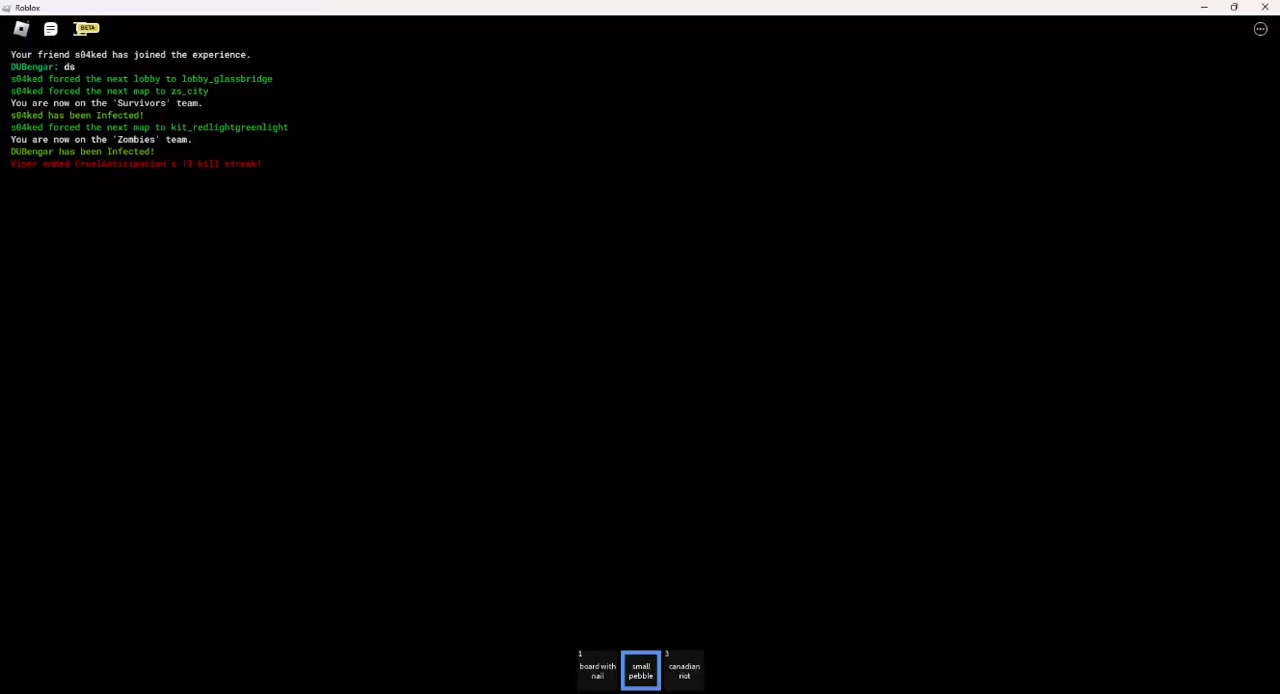 Roblox
BETA
Your friend s04ked has joined the experience.
DUBengar: ds
s04ked forced the next lobby to lobby_glassbridge
s04ked forced the next map to zs_city
You are now on the 'Survivors' team.
s04ked has been Infected!
s04ked forced the next map to kit_redlightgreenlight
You are now on the 'Zombies' team.
DUBengar has been Infected!
ended CruelAnticipation's 13 kill streak!
1
board with
nail
small
pebble
3
canadian
riot